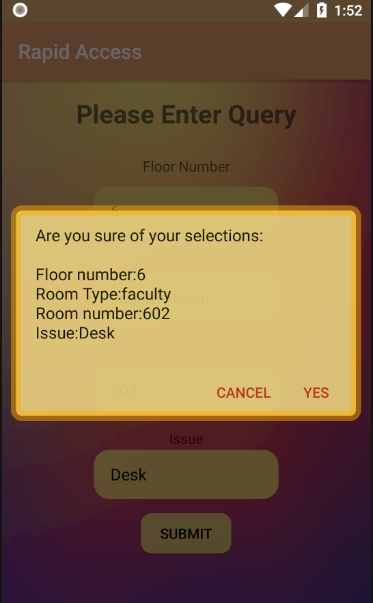 1:52
Rapid Access
Please Enter Query
Floor Number
6
Are you sure of your selections:
Floor number:6
Room Type:faculty
Room number:602
Issue:Desk
602
CANCEL YES
Issue
Desk
SUBMIT